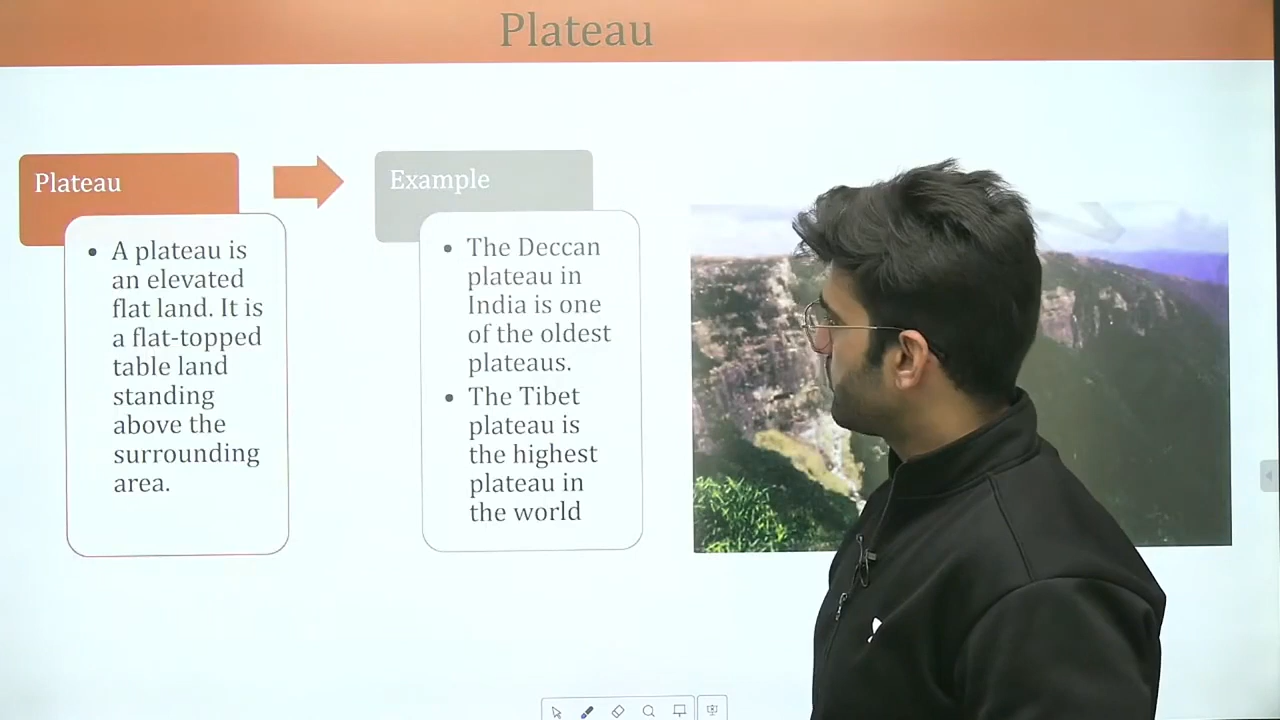 Plateau
Plateau
• A plateau is
an elevated
flat land. It is
a flat-topped
table land
standing
above the
surrounding
area.
Example
• The Deccan
plateau in
India is one
of the oldest
plateaus.
• The Tibet
plateau is
the highest
plateau in
the world